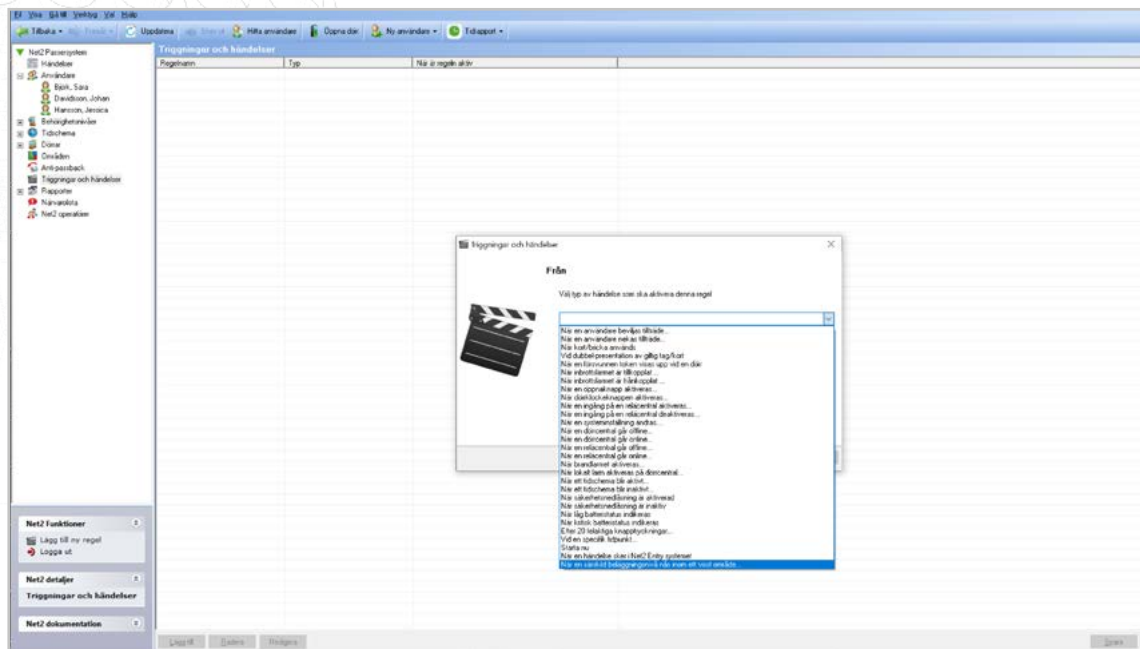 Visa Gå till Verktyg Val Hjälp
Tillbaka Uppdatera Hitta användare Öppna dörr Ny användare Tidrapport
Net2 Passersystem
Händelser
Användare
Björk, Sara
Davidsson, Johan
Hansson, Jessica
Behörighetsnivåer
Tidschema
Dörrar
Områden
Anti-passback
Triggningar och händelser
Rapporter
Närvarolista
Net2 operatörer
Triggningar och händelser
Regelnamn Typ När är regeln aktiv
Triggningar och händelser
Från
Välj typ av händelse som ska aktivera denna regel
När en användare beviljas tillträde...
När en användare nekas tillträde...
När kort/bricka används
Vid dubbel-presentation av giltig tag/kort
När en försvunnen token visas upp vid en dörr
När inbrottslarmet är tillkopplat ...
När inbrottslarmet är frånkopplat ...
När en öppnaknapp aktiveras...
När dörrklockeknappen aktiveras...
När en ingång på en reläcentral aktiveras...
När en ingång på en reläcentral deaktiveras...
När en systeminställning ändras...
När en dörrcentral går offline...
När en dörrcentral går online...
När en reläcentral går offline...
När en reläcentral går online...
När brandlarmet aktiveras...
När lokalt larm aktiveras på dörrcentral...
När ett tidschema blir aktivt...
När ett tidschema blir inaktivt...
När säkerhetsnedlåsning är aktiverad
När säkerhetsnedlåsning är inaktiv
När låg batteristatus indikeras
När kritisk batteristatus indikeras
Efter 20 felaktiga knapptryckningar...
Vid en specifik tidpunkt...
Starta nu
När en händelse sker i Net2 Entry systemet
När en särskild beläggningsnivå nås inom ett visst område...
Net2 Funktioner
Lägg till ny regel
Logga ut
Net2 detaljer
Triggningar och händelser
Net2 dokumentation
Lägg till Radera Redigera